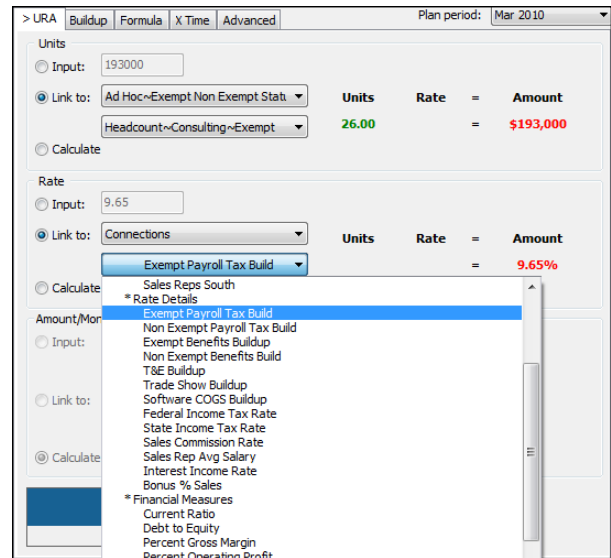 > URA Buildup Formula X Time Advanced Plan period: Mar 2010
Units
Input: 193000
Link to: Ad Hoc~Exempt Non Exempt Statu Units Rate = Amount
Headcount~Consulting~Exempt 26.00 = $193,000
Calculate
Rate
Input: 9.65
Link to: Connections Units Rate = Amount
Exempt Payroll Tax Build = 9.65%
Calculate
Sales Reps South
* Rate Details
Exempt Payroll Tax Build
Amount/Mon
Non Exempt Payroll Tax Build
Input:
Exempt Benefits Buildup
Non Exempt Benefits Build
T&E Buildup
Trade Show Buildup
Link to:
Software COGS Buildup
Federal Income Tax Rate
State Income Tax Rate
Sales Commission Rate
Calculate
Sales Rep Avg Salary
Interest Income Rate
Bonus % Sales
* Financial Measures
Current Ratio
Debt to Equity
Percent Gross Margin
Percent Operating Profit